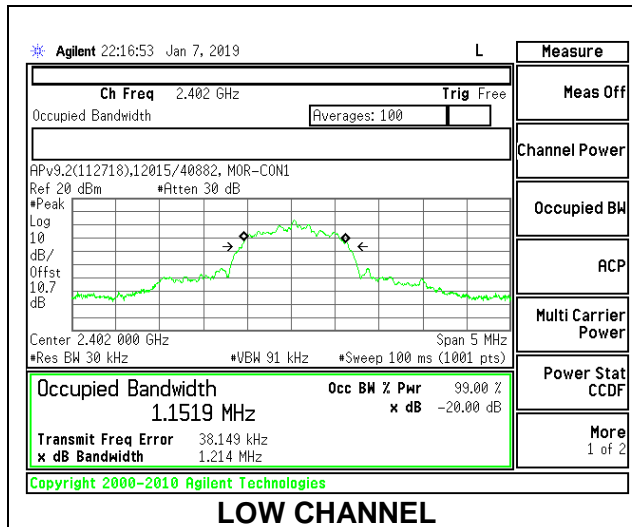 Agilent 22:16:53 Jan 7, 2019 L
Measure
Ch Freq 2.402 GHz Trig Free
Occupied Bandwidth Averages: 100
Meas Off
Channel Power
Occupied BW
ACP
Multi Carrier
Power
Power Stat
CCDF
More
1 of 2
APv9.2(112718),12015/40882, MOR-CON1
Ref 20 dBm #Atten 30 dB
#Peak
Log
10
dB/
Offst
10.7
dB
Center 2.402 000 GHz Span 5 MHz
#Res BW 30 kHz #VBW 91 kHz #Sweep 100 ms (1001 pts)
Occupied Bandwidth Occ BW % Pwr 99.00 %
1.1519 MHz x dB -20.00 dB
Transmit Freq Error 38.149 kHz
x dB Bandwidth 1.214 MHz
Copyright 2000-2010 Agilent Technologies
LOW CHANNEL